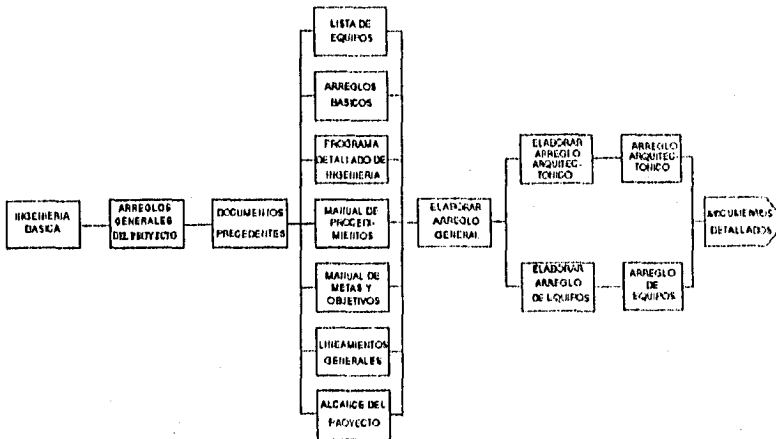 LISTA DE
EQUIPOS
ARREGLOS
BASICOS
PROGRAMA
DETALLADO DE
INGENIERIA
INGENIERIA
BASICA
ARREGLOS
GENERALES
DEL PROYECTO
DOCUMENTOS
PRECEDENTES
MANUAL DE
PROCEDI-
MIENTOS
MANUAL DE
METAS Y
OBJETIVOS
LINEAMIENTOS
GENERALES
ALCANCE DEL
PROYECTO
ELABORAR
ARREGLO
GENERAL
ELABORAR
ARREGLO
ARQUITEC-
TONICO
ARREGLO
ARQUITEC-
TONICO
ELABORAR
ARREGLO
DE EQUIPOS
ARREGLO
DE
EQUIPOS
DOCUMENTOS
DETALLADOS